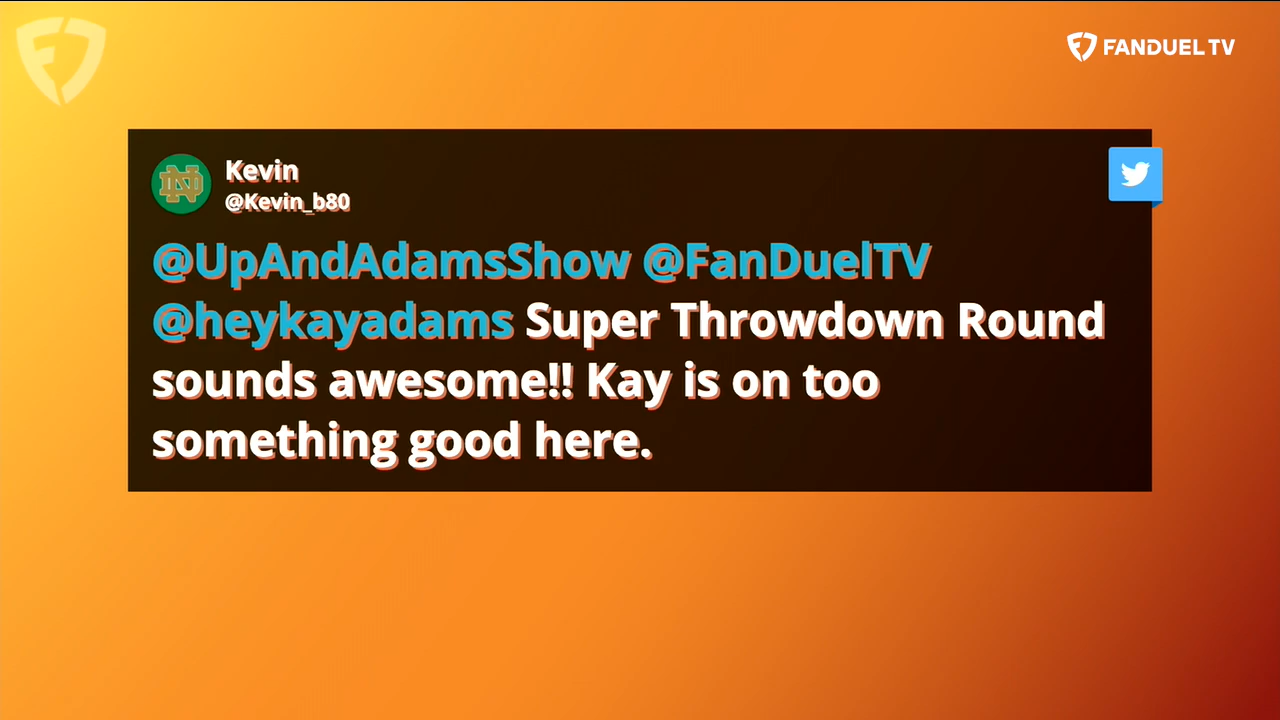 FANDUEL TV
Kevin
@Kevin_b80
@UpAndAdamsShow @FanDuelTV
@heykayadams Super Throwdown Round
sounds awesome!! Kay is on too
something good here.